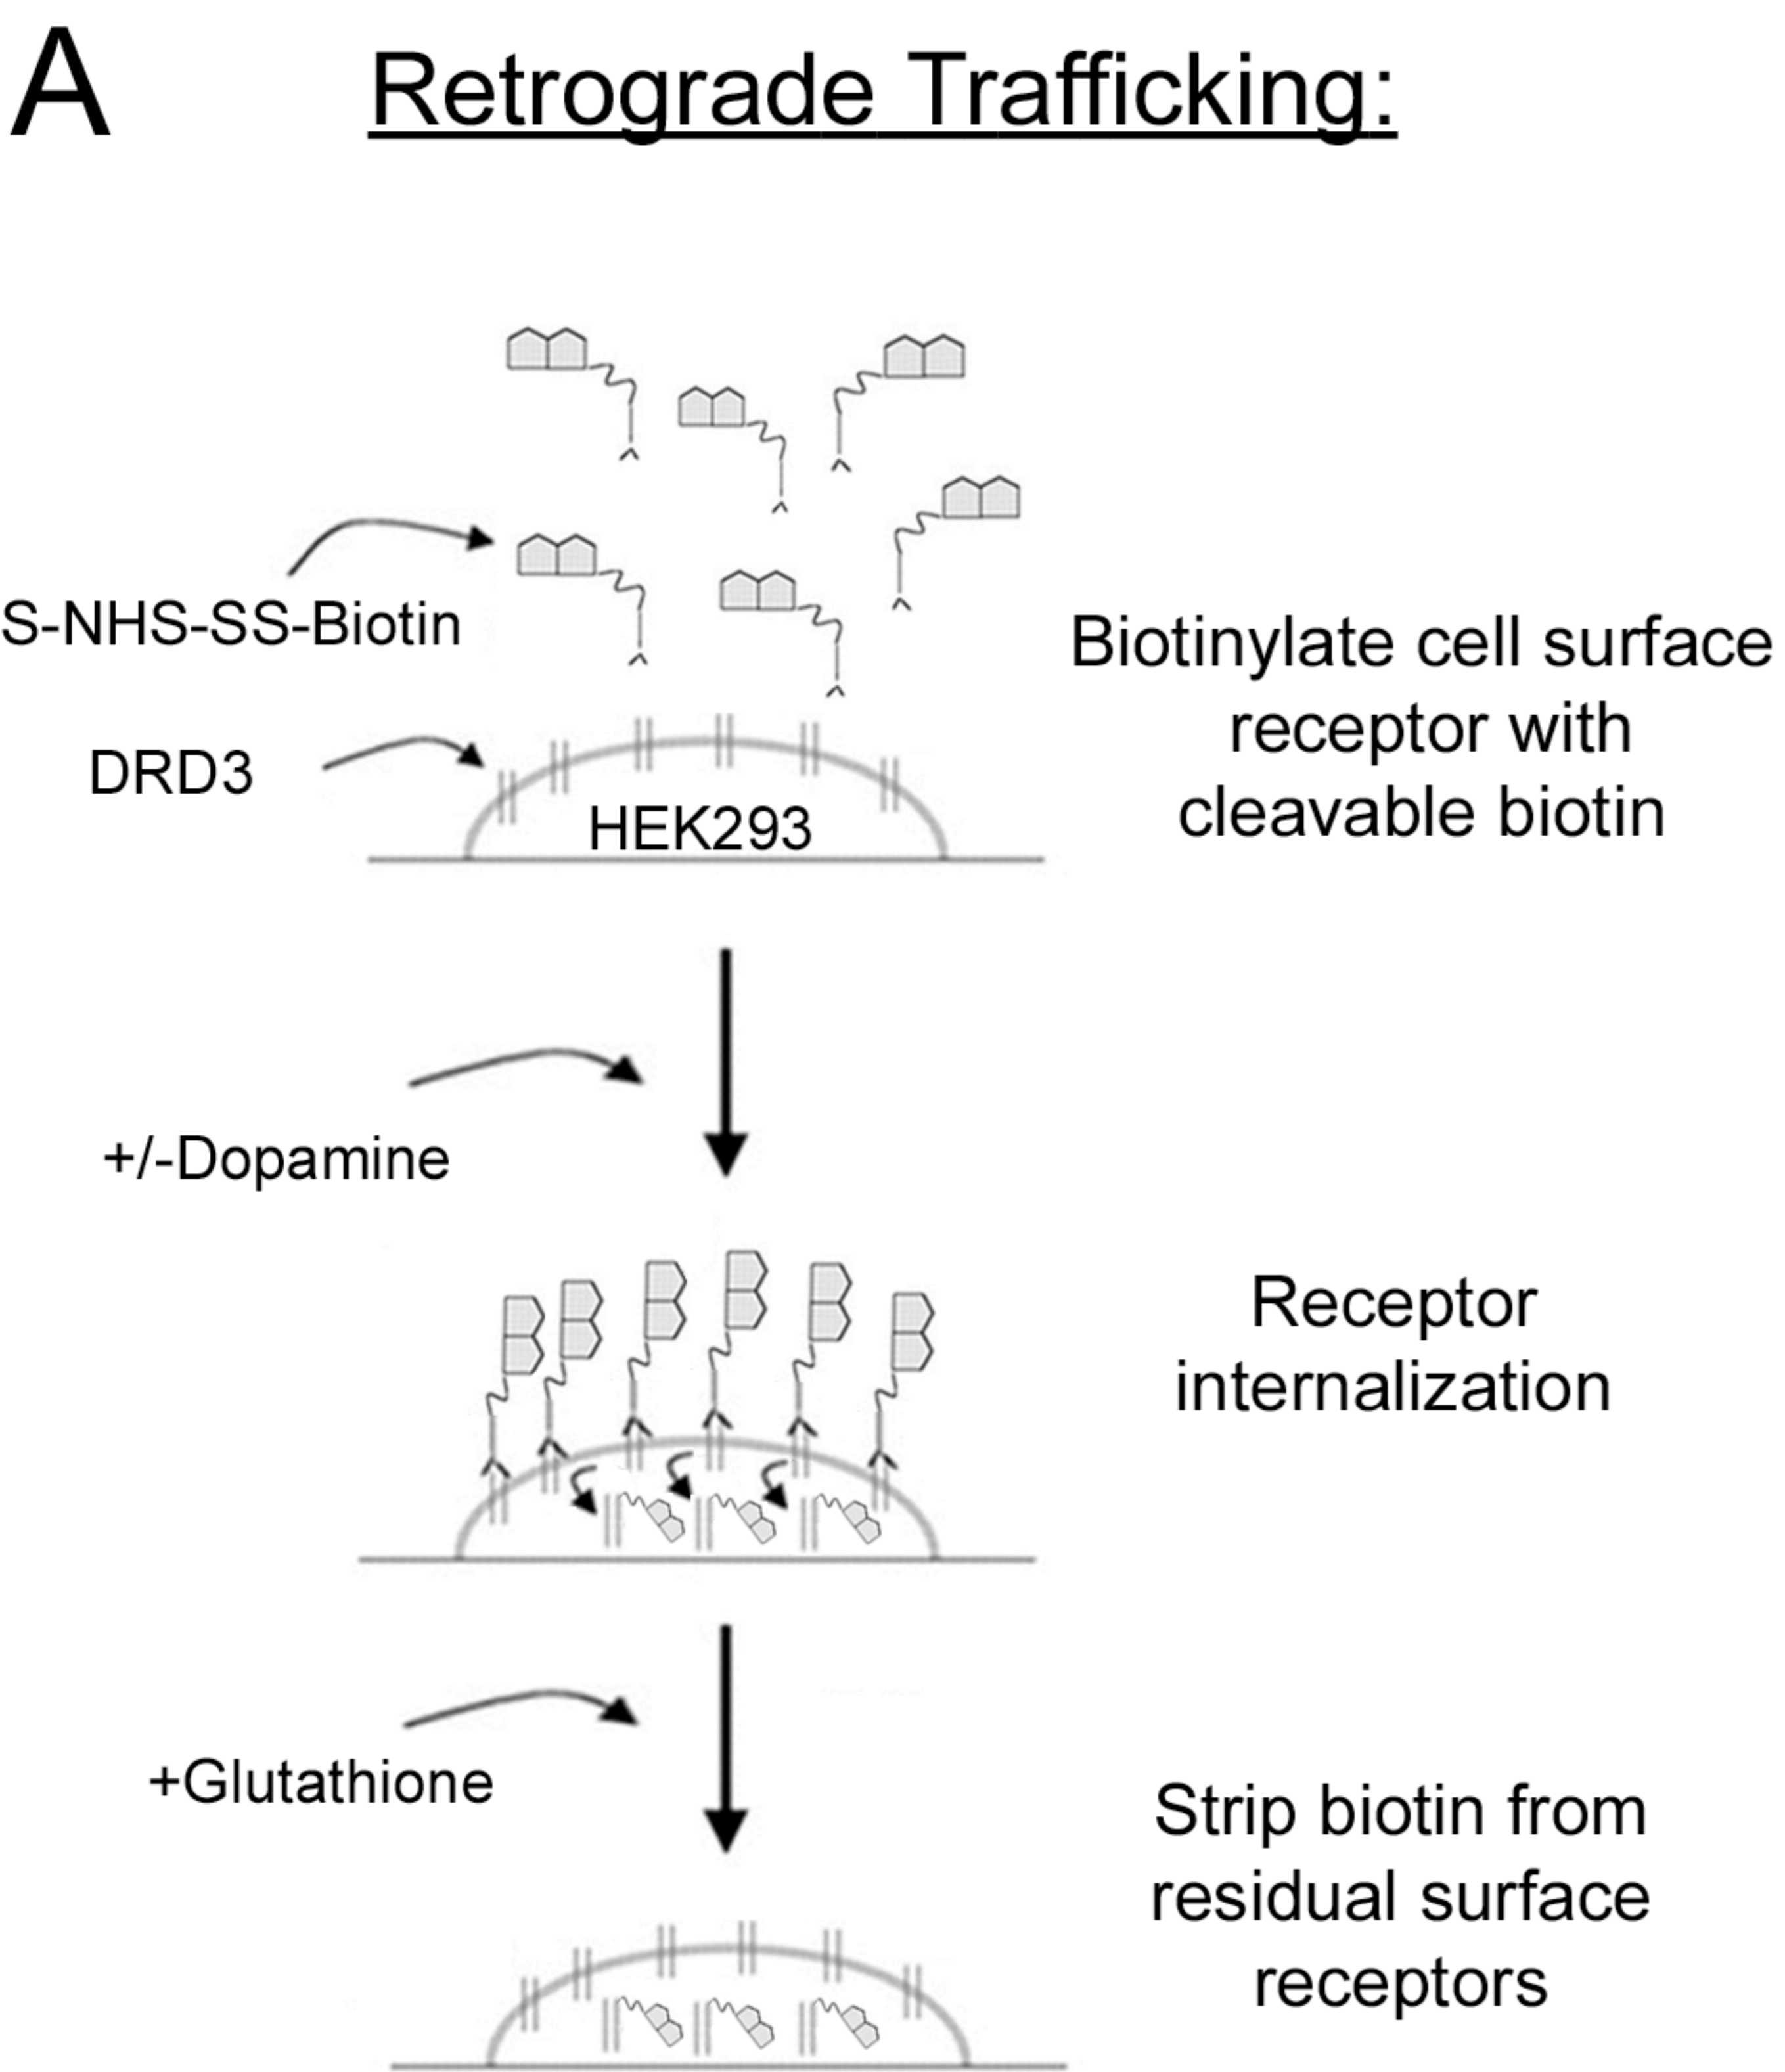 A
Retrograde Trafficking:
S-NHS-SS-Biotin
DRD3
HEK293
Biotinylate cell surface
receptor with
cleavable biotin
+/-Dopamine
Receptor
internalization
+Glutathione
Strip biotin from
residual surface
receptors